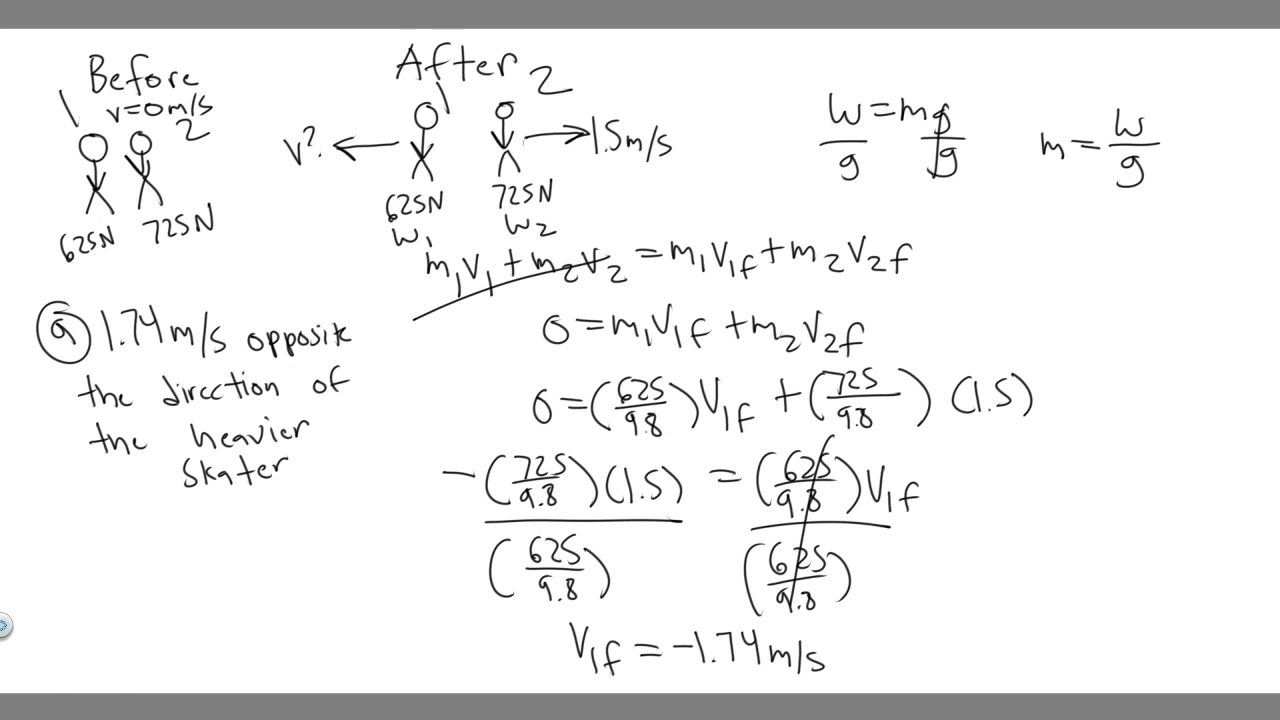 Before
v=0m/s
1 2
625N 725N
After
1 2
V? 1.5m/s
625N 725N
W₁ W₂
W=mg
g g
m=W/g
m₁V₁+m₂V₂=m₁V₁f+m₂V₂f
0=m₁V₁f+m₂V₂f
0=(625/9.8)V₁f+(725/9.8)(1.5)
-(725/9.8)(1.5)=(625/9.8)V₁f
(625/9.8) (625/9.8)
V₁f=-1.74m/s
a 1.74m/s opposite
the direction of
the heavier
skater